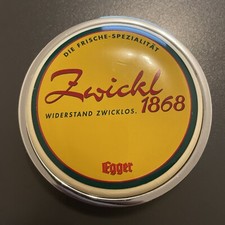 DIE FRISCHE-SPEZIALITÄT
Zwickl
1868
WIDERSTAND ZWICKLOS.
Egger